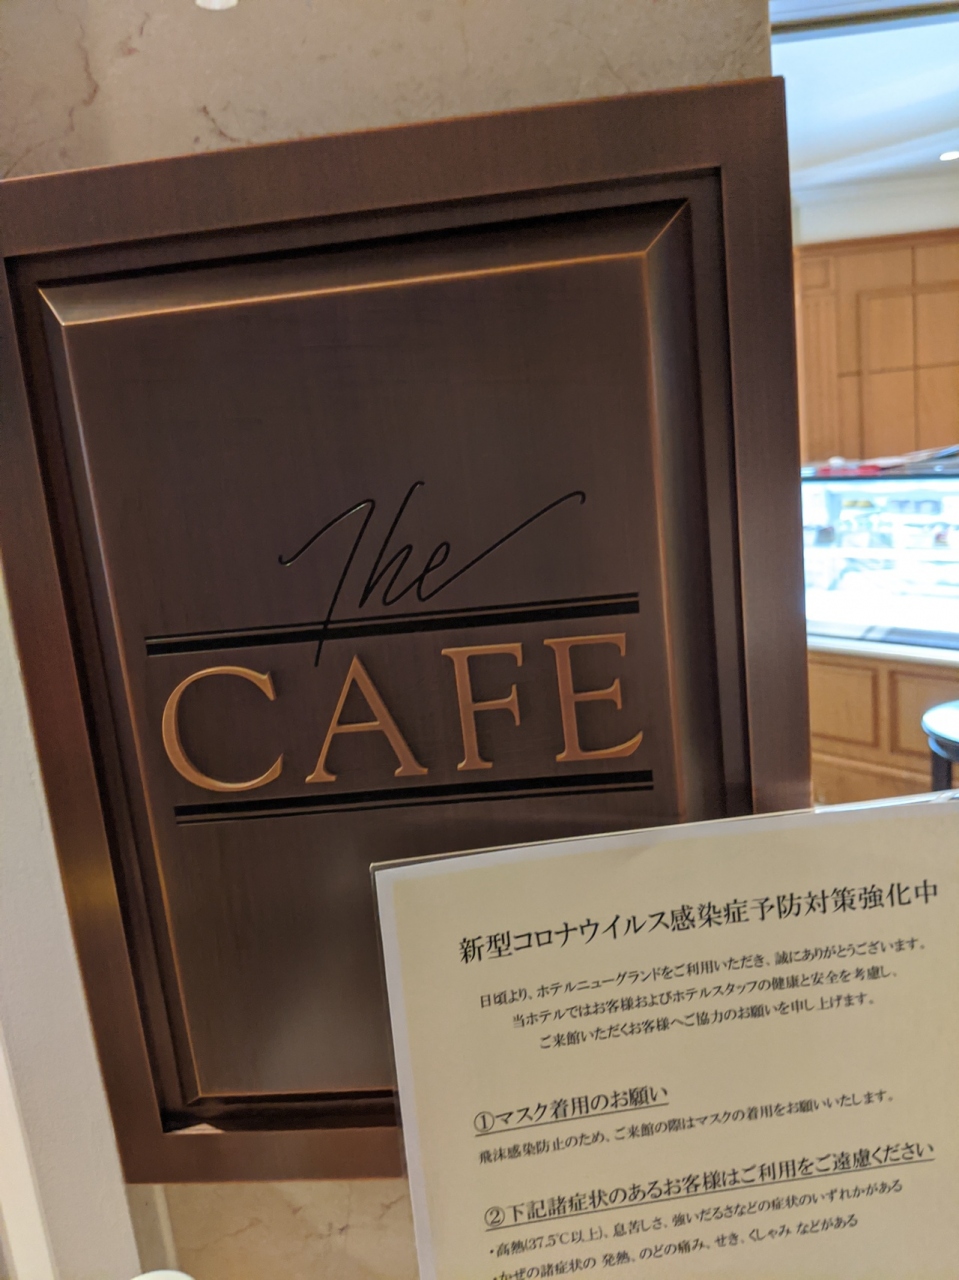 The
CAFE
新型コロナウイルス感染症予防対策強化中
日頃より、ホテルニューグランドをご利用いただき、誠にありがとうございます。
当ホテルではお客様およびホテルスタッフの健康と安全を考慮し、
ご来館いただくお客様へご協力のお願いを申し上げます。
①マスク着用のお願い
飛沫感染防止のため、ご来館の際はマスクの着用をお願いいたします。
②下記諸症状のあるお客様はご利用をご遠慮ください
・高熱(37.5℃以上)、息苦しさ、強いだるさなどの症状のいずれかがある
・かぜの諸症状の 発熱、のどの痛み、せき、くしゃみ などがある